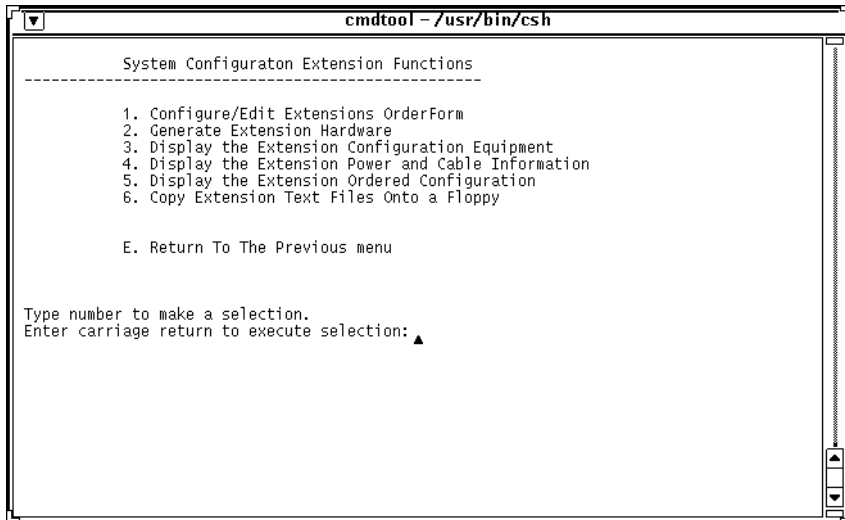 cmdtool – /usr/bin/csh
System Configuraton Extension Functions
---------------------------------------------------
1. Configure/Edit Extensions OrderForm
2. Generate Extension Hardware
3. Display the Extension Configuration Equipment
4. Display the Extension Power and Cable Information
5. Display the Extension Ordered Configuration
6. Copy Extension Text Files Onto a Floppy
E. Return To The Previous menu
Type number to make a selection.
Enter carriage return to execute selection: